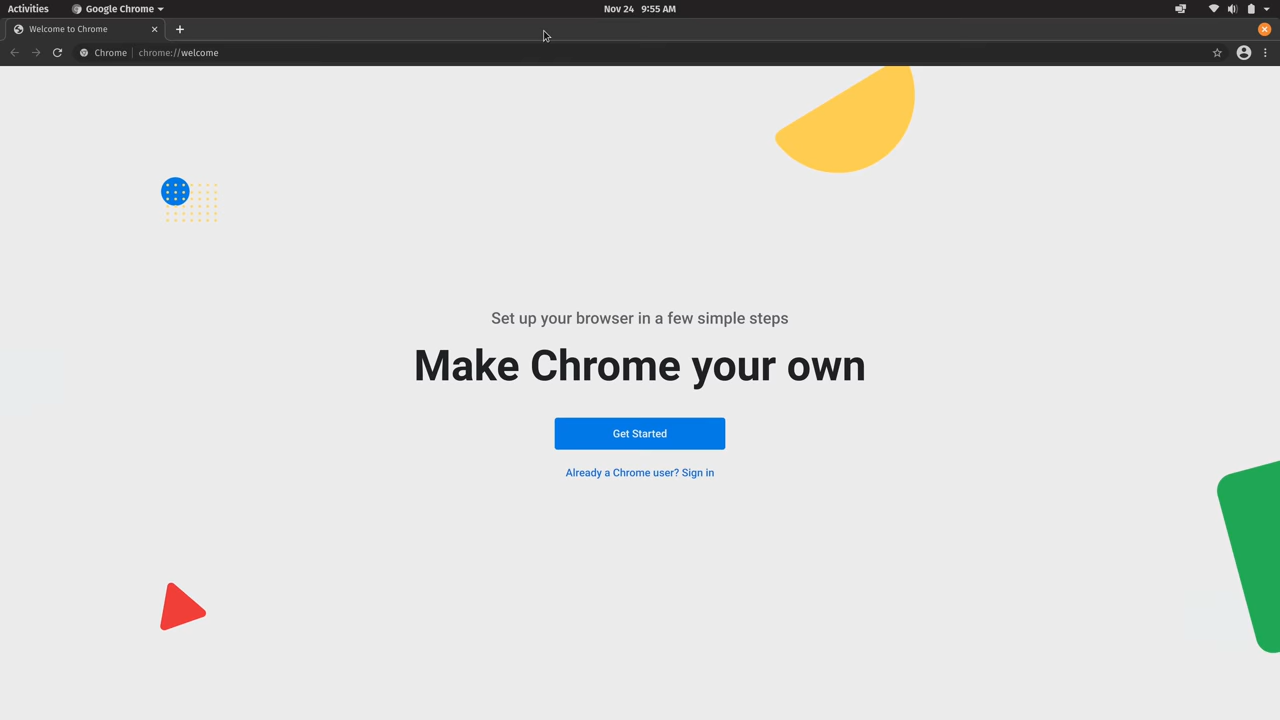 Activities Google Chrome Nov 24 9:55 AM
Welcome to Chrome
Chrome chrome://welcome
Set up your browser in a few simple steps
Make Chrome your own
Get Started
Already a Chrome user? Sign in